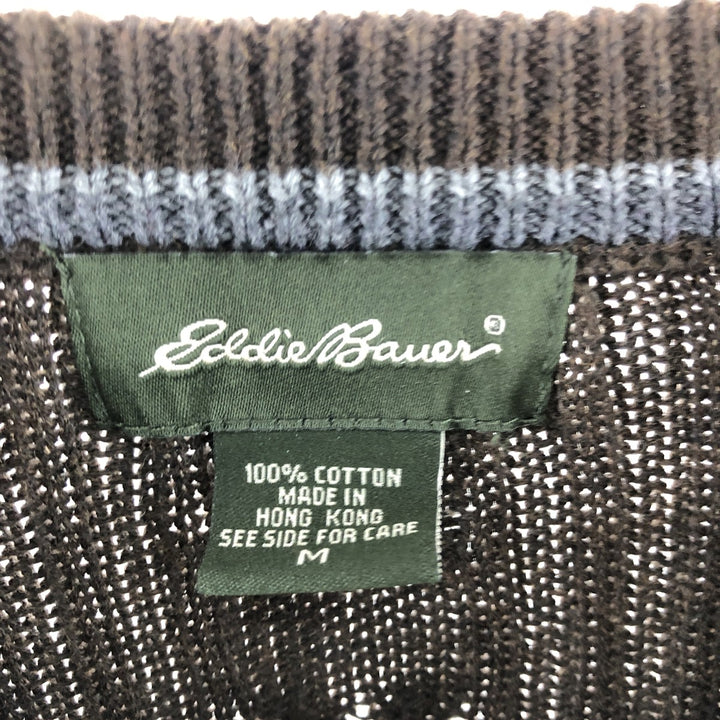 Eddie Bauer®
100% COTTON
MADE IN
HONG KONG
SEE SIDE FOR CARE
M